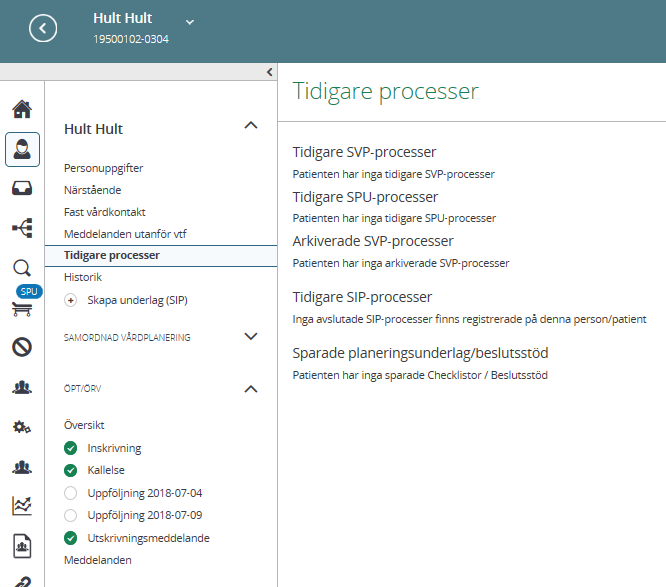 Hult Hult
19500102-0304
Hult Hult
Personuppgifter
Närstående
Fast vårdkontakt
Meddelanden utanför vtf
Tidigare processer
Historik
Skapa underlag (SIP)
SPU
SAMORDNAD VÅRDPLANERING
ÖPT/ÖRV
Översikt
Inskrivning
Kallelse
Uppföljning 2018-07-04
Uppföljning 2018-07-09
Utskrivningsmeddelande
Meddelanden
Tidigare processer
Tidigare SVP-processer
Patienten har inga tidigare SVP-processer
Tidigare SPU-processer
Patienten har inga tidigare SPU-processer
Arkiverade SVP-processer
Patienten har inga arkiverade SVP-processer
Tidigare SIP-processer
Inga avslutade SIP-processer finns registrerade på denna person/patient
Sparade planeringsunderlag/beslutsstöd
Patienten har inga sparade Checklistor / Beslutsstöd